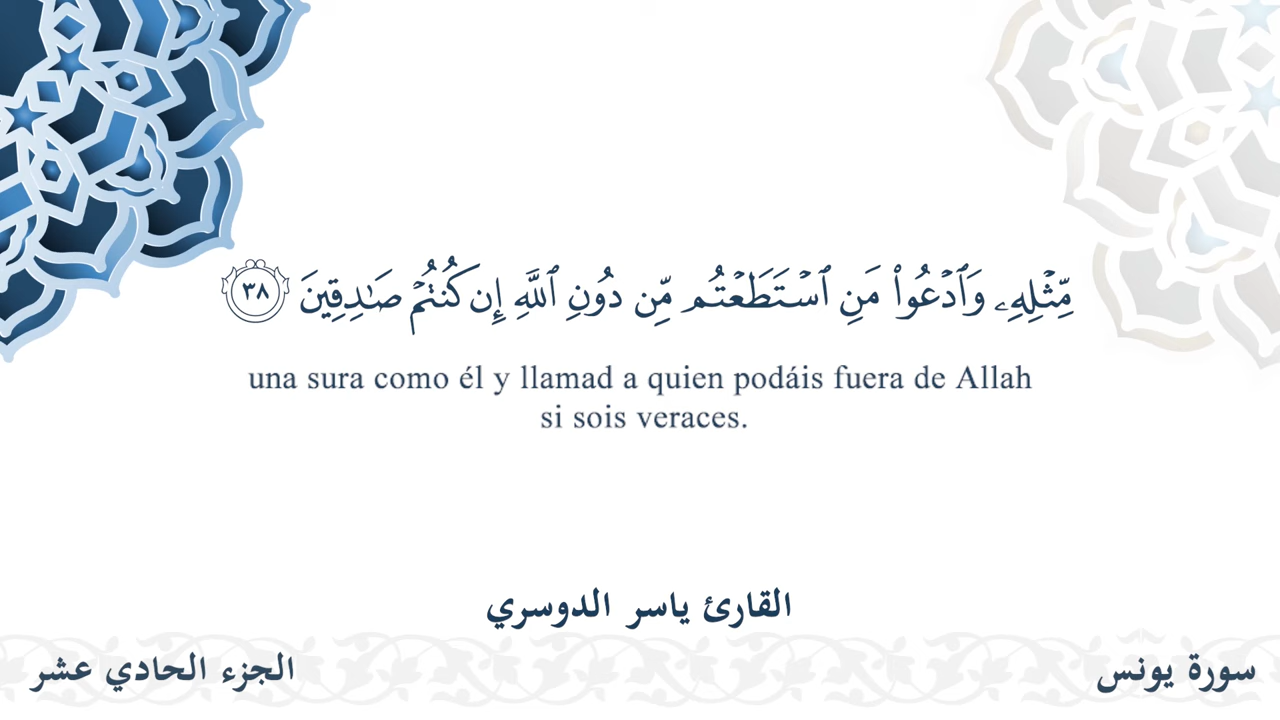 مِّثْلِهِۦ وَٱدْعُوا۟ مَنِ ٱسْتَطَعْتُم مِّن دُونِ ٱللَّهِ إِن كُنتُمْ صَـٰدِقِينَ ٣٨
una sura como él y llamad a quien podáis fuera de Allah
si sois veraces.
القارئ ياسر الدوسري
سورة يونس
الجزء الحادي عشر